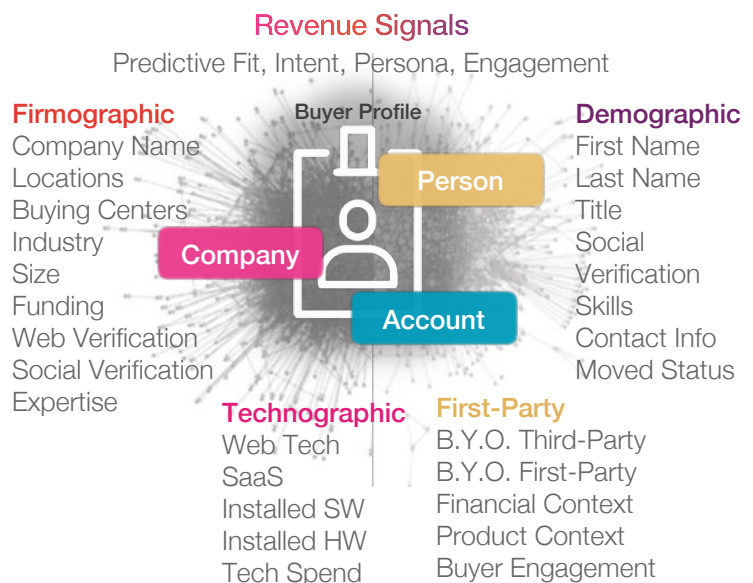 Revenue Signals
Predictive Fit, Intent, Persona, Engagement
Buyer Profile
Person
Company
Account
Firmographic
Company Name
Locations
Buying Centers
Industry
Size
Funding
Web Verification
Social Verification
Expertise
Demographic
First Name
Last Name
Title
Social
Verification
Skills
Contact Info
Moved Status
Technographic
Web Tech
SaaS
Installed SW
Installed HW
Tech Spend
First-Party
B.Y.O. Third-Party
B.Y.O. First-Party
Financial Context
Product Context
Buyer Engagement